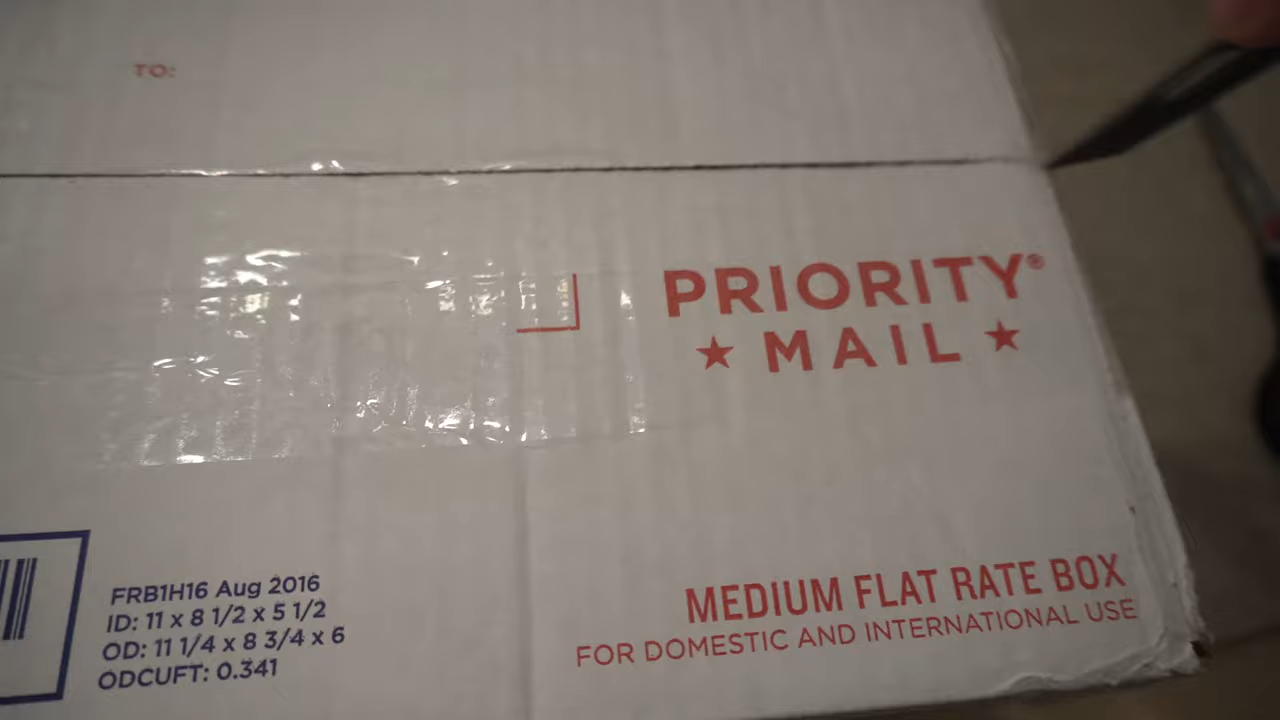 TO:
PRIORITY®
★ MAIL ★
MEDIUM FLAT RATE BOX
FOR DOMESTIC AND INTERNATIONAL USE
FRB1H16 Aug 2016
ID: 11 x 8 1/2 x 5 1/2
OD: 11 1/4 x 8 3/4 x 6
ODCUFT: 0.341